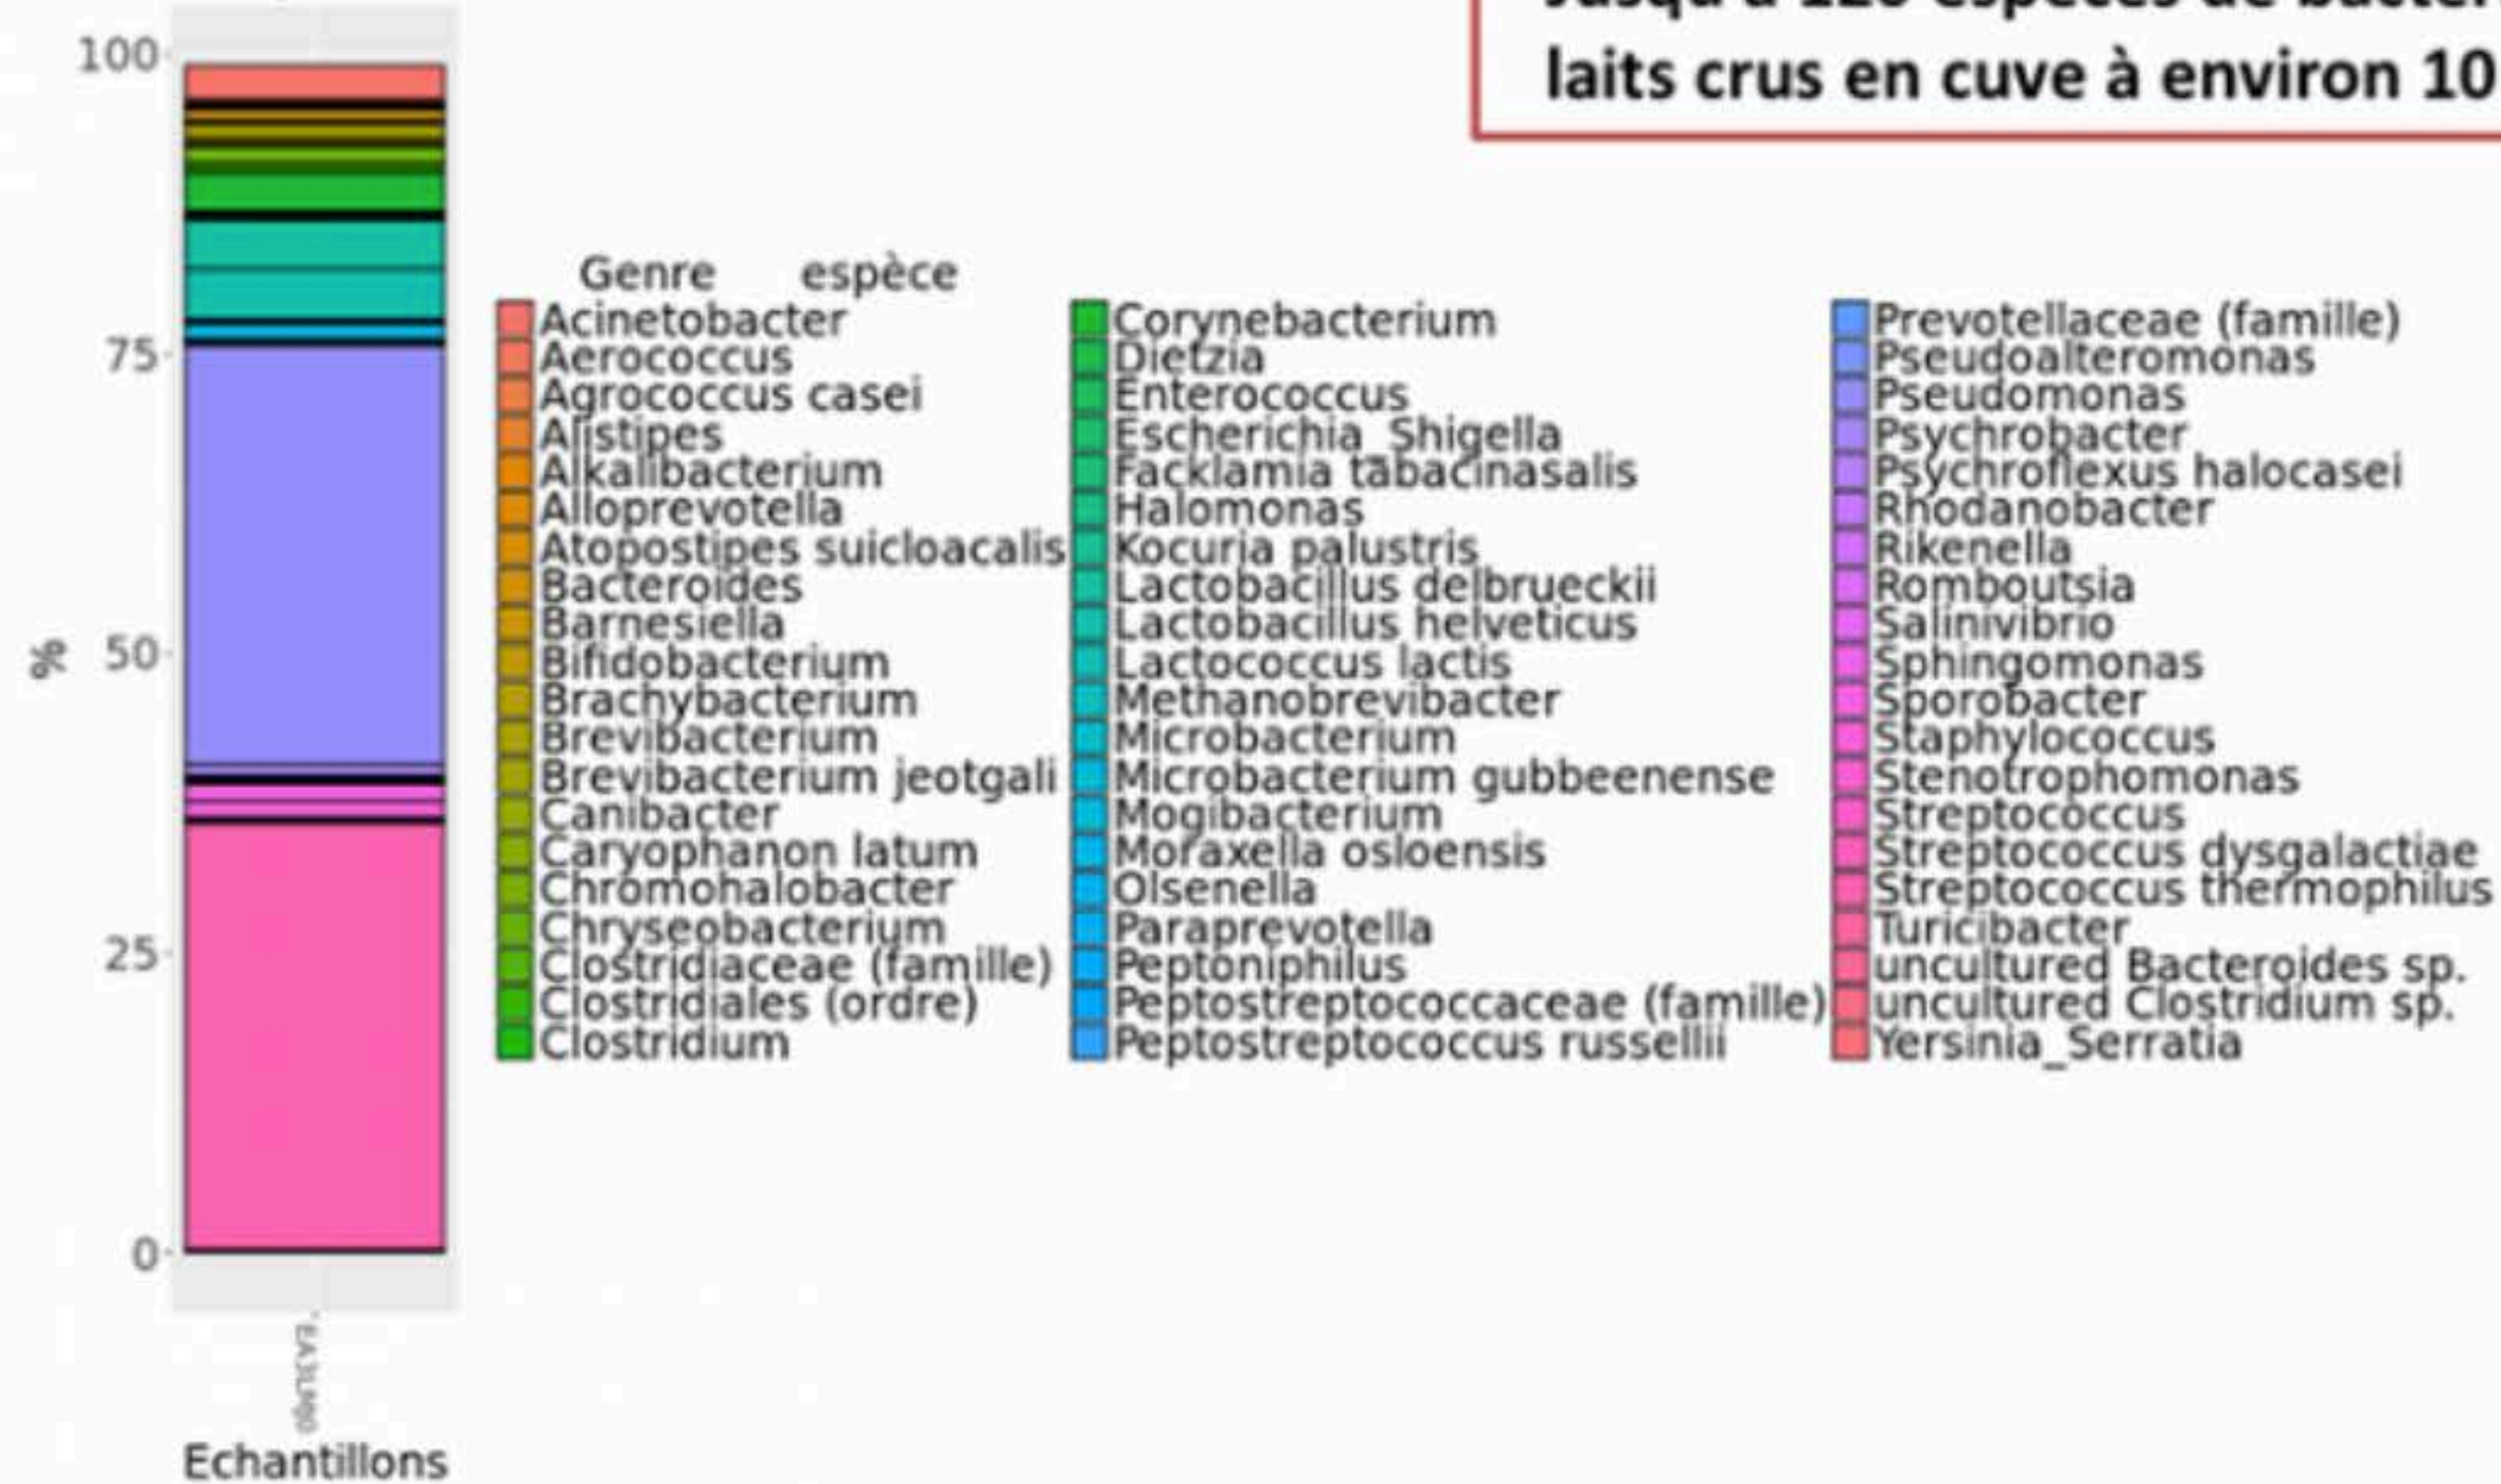 laits crus en cuve à environ 10
100
75
50
25
0
%
Genre espèce
Acinetobacter
Aerococcus
Agrococcus casei
Alistipes
Alkalibacterium
Alloprevotella
Atopostipes suicloacalis
Bacteroides
Barnesiella
Bifidobacterium
Brachybacterium
Brevibacterium
Brevibacterium jeotgali
Canibacter
Caryophanon latum
Chromohalobacter
Chryseobacterium
Clostridiaceae (famille)
Clostridiales (ordre)
Clostridium
Corynebacterium
Dietzia
Enterococcus
Escherichia_Shigella
Facklamia tabacinasalis
Halomonas
Kocuria palustris
Lactobacillus delbrueckii
Lactobacillus helveticus
Lactococcus lactis
Methanobrevibacter
Microbacterium
Microbacterium gubbeenense
Mogibacterium
Moraxella osloensis
Olsenella
Paraprevotella
Peptoniphilus
Peptostreptococcaceae (famille)
Peptostreptococcus russellii
Prevotellaceae (famille)
Pseudoalteromonas
Pseudomonas
Psychrobacter
Psychroflexus halocasei
Rhodanobacter
Rikenella
Romboutsia
Salinivibrio
Sphingomonas
Sporobacter
Staphylococcus
Stenotrophomonas
Streptococcus
Streptococcus dysgalactiae
Streptococcus thermophilus
Turicibacter
uncultured Bacteroides sp.
uncultured Clostridium sp.
Yersinia_Serratia
Echantillons